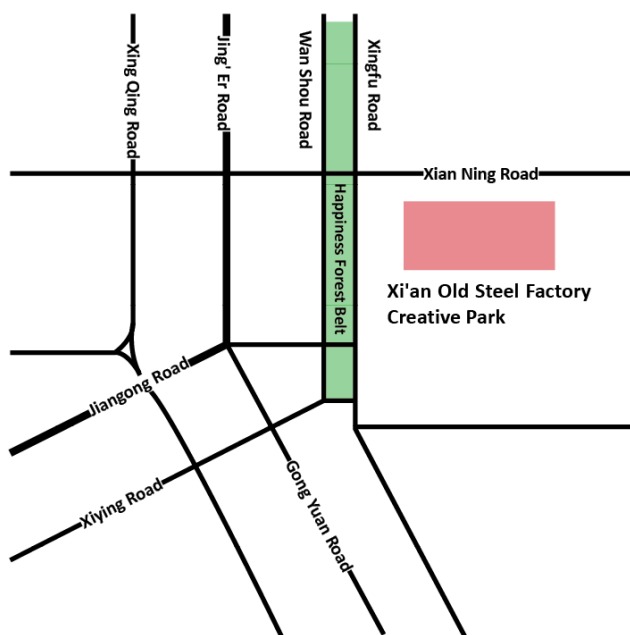 Xing Qing Road
Jing' Er Road
Wan Shou Road
Xingfu Road
Xian Ning Road
Happiness Forest Belt
Xi'an Old Steel Factory
Creative Park
Jiangong Road
Xiying Road
Gong Yuan Road